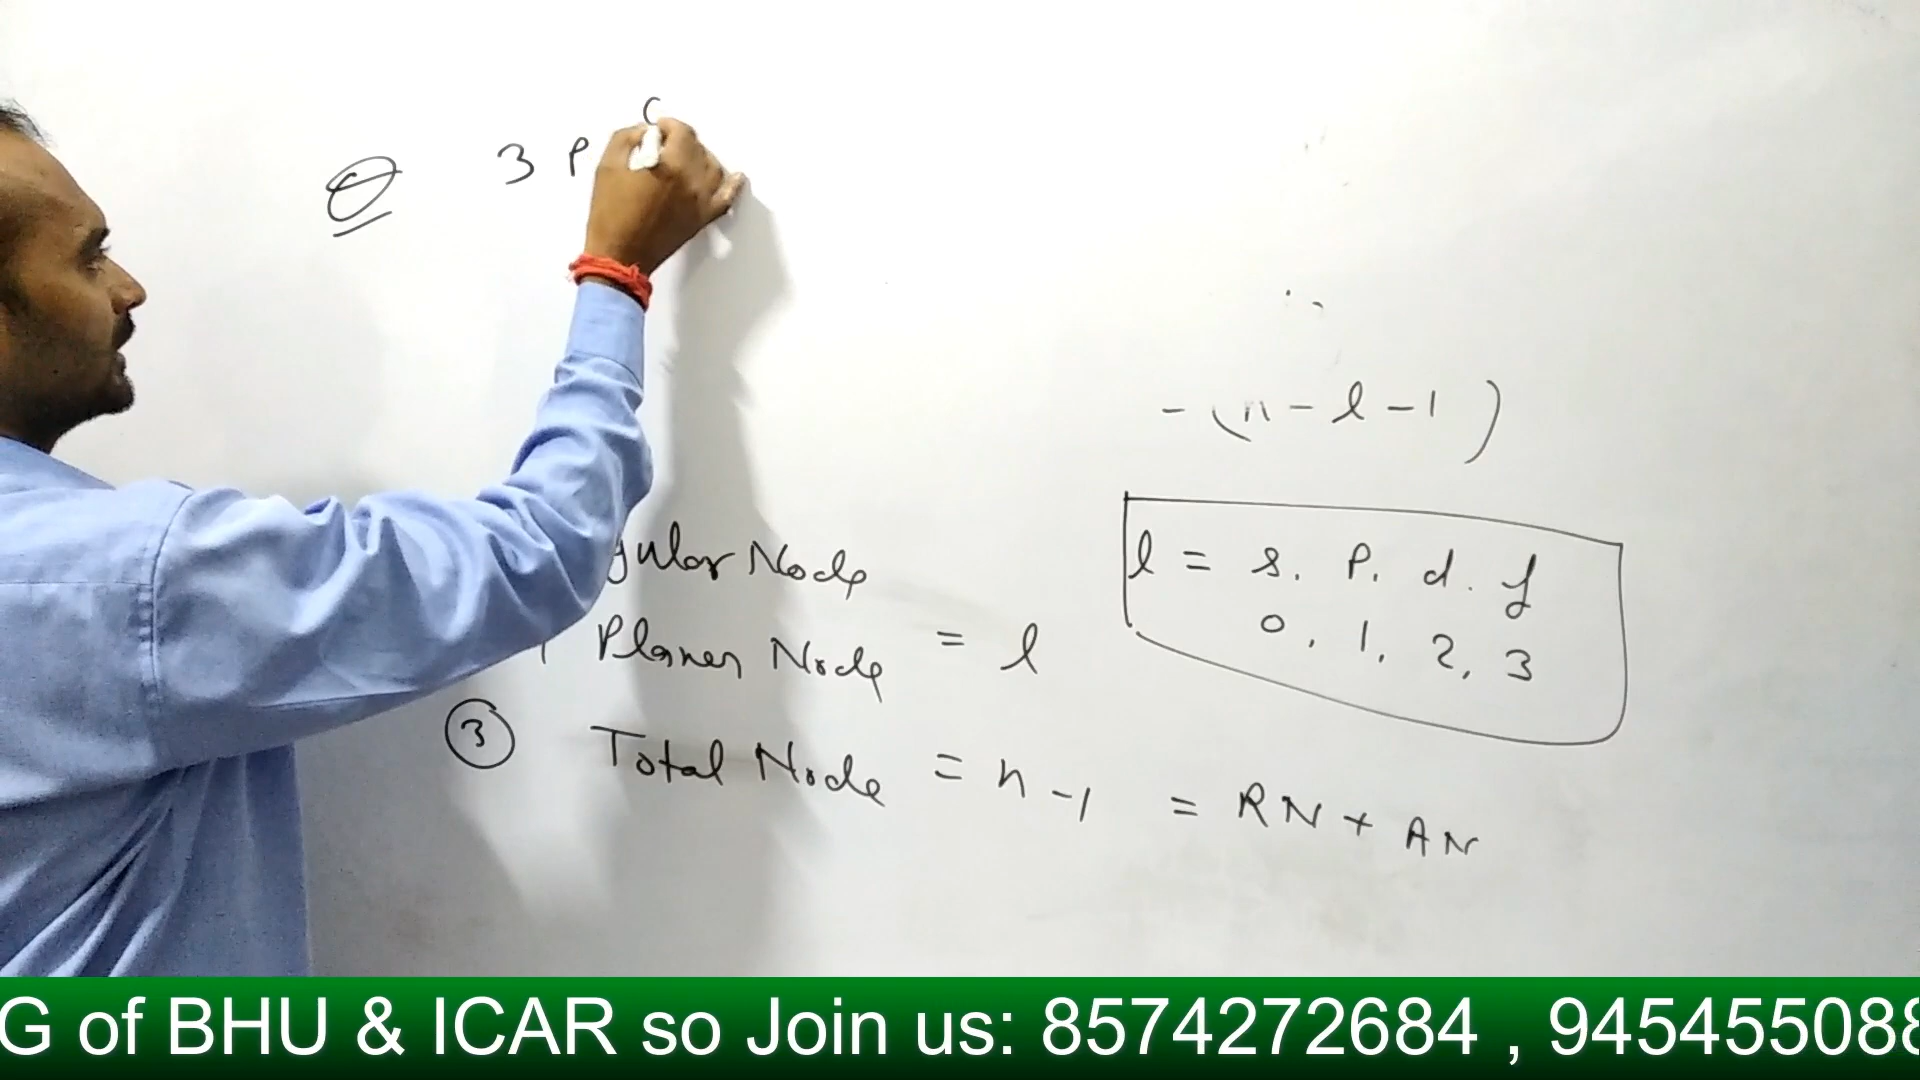 Q 3 P
- (n - l - 1)
gular Node
Planer Node = l
l = s. P. d. f
0, 1, 2, 3
③ Total Node = n - 1 = RN + AN
G of BHU & ICAR so Join us: 8574272684 , 945455088